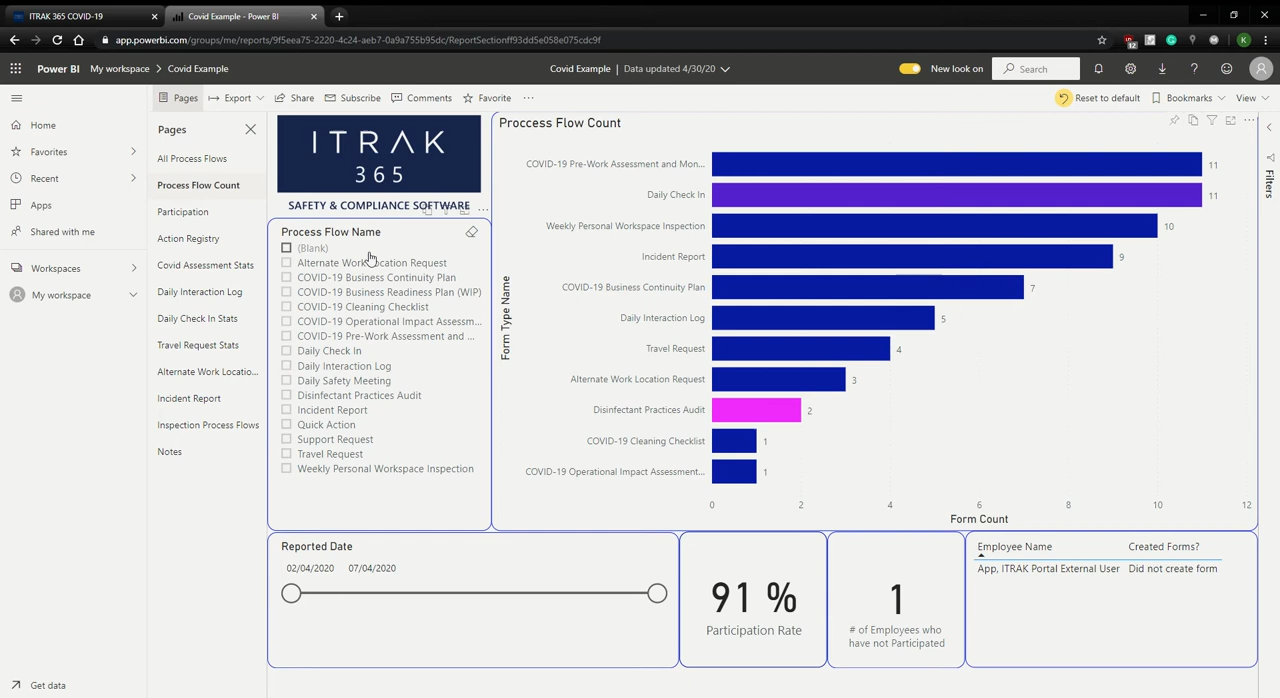 ITRAK 365 COVID-19
Covid Example - Power BI
app.powerbi.com/groups/me/reports/9f5eea75-2220-4c24-aeb7-0a9a755b95dc/ReportSectionff93dd5e058e075cdc9f
12
K
Power BI My workspace > Covid Example
Covid Example | Data updated 4/30/20
New look on
Search
Pages
Export
Share
Subscribe
Comments
Favorite
Reset to default
Bookmarks
View
Home
Favorites
Recent
Apps
Shared with me
Workspaces
My workspace
Get data
Pages
All Process Flows
Process Flow Count
Participation
Action Registry
Covid Assessment Stats
Daily Interaction Log
Daily Check In Stats
Travel Request Stats
Alternate Work Locatio...
Incident Report
Inspection Process Flows
Notes
ITRAK
365
SAFETY & COMPLIANCE SOFTWARE
Process Flow Name
(Blank)
Alternate Work Location Request
COVID-19 Business Continuity Plan
COVID-19 Business Readiness Plan (WIP)
COVID-19 Cleaning Checklist
COVID-19 Operational Impact Assessm...
COVID-19 Pre-Work Assessment and ...
Daily Check In
Daily Interaction Log
Daily Safety Meeting
Disinfectant Practices Audit
Incident Report
Quick Action
Support Request
Travel Request
Weekly Personal Workspace Inspection
Proccess Flow Count
Form Type Name
COVID-19 Pre-Work Assessment and Mon... 11
Daily Check In 11
Weekly Personal Workspace Inspection 10
Incident Report 9
COVID-19 Business Continuity Plan 7
Daily Interaction Log 5
Travel Request 4
Alternate Work Location Request 3
Disinfectant Practices Audit 2
COVID-19 Cleaning Checklist 1
COVID-19 Operational Impact Assessment... 1
0 2 4 6 8 10 12
Form Count
Filters
Reported Date
02/04/2020 07/04/2020
91 %
Participation Rate
1
# of Employees who
have not Participated
Employee Name Created Forms?
App, ITRAK Portal External User Did not create form